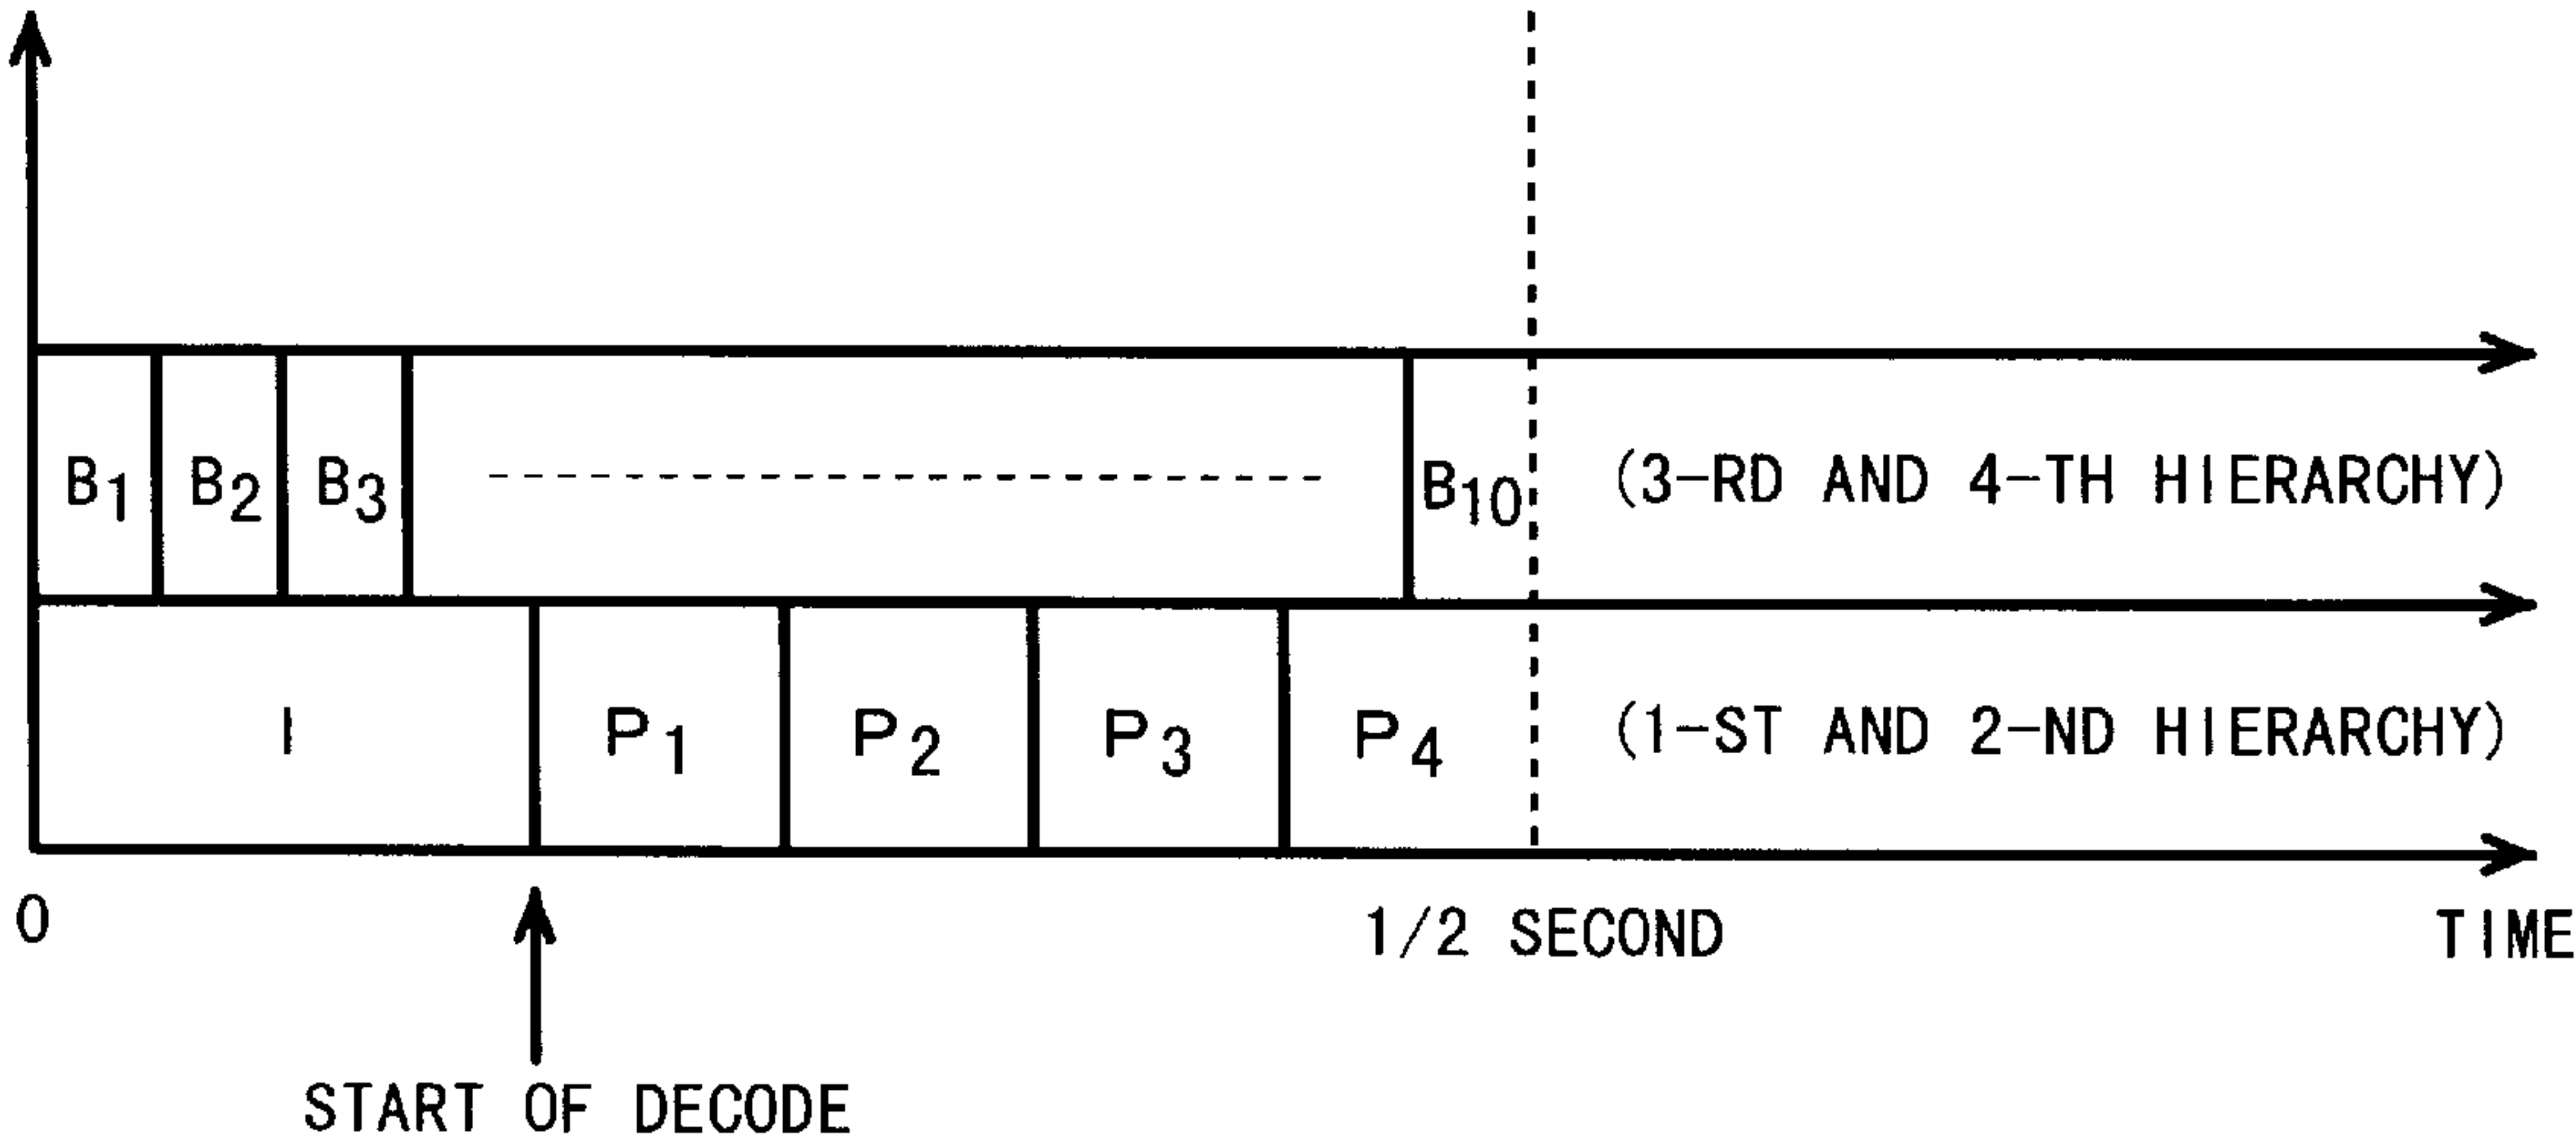 B1 B2 B3 B10 (3-RD AND 4-TH HIERARCHY)
I P1 P2 P3 P4 (1-ST AND 2-ND HIERARCHY)
0 1/2 SECOND TIME
START OF DECODE